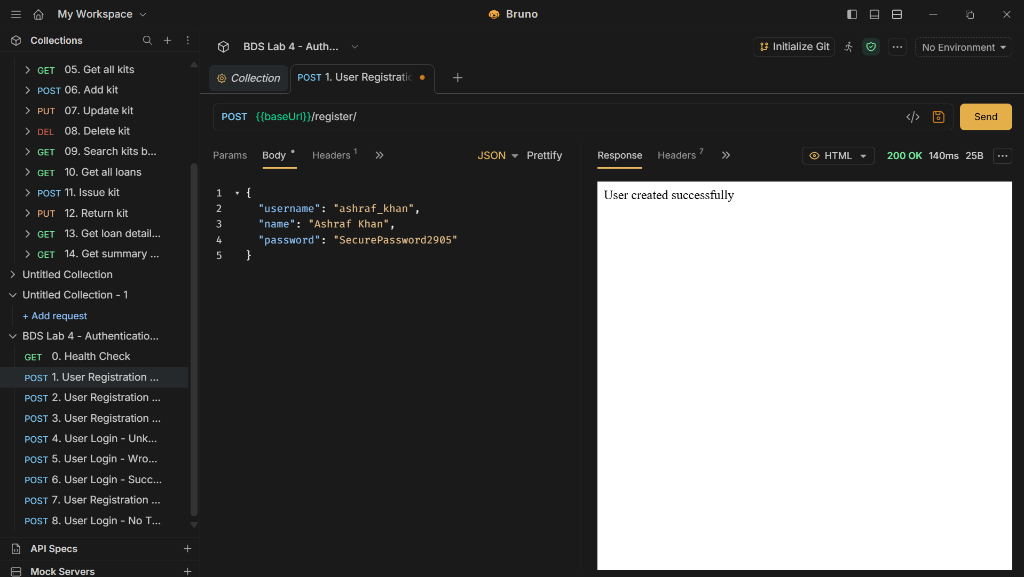 My Workspace
Bruno
Collections
GET 05. Get all kits
POST 06. Add kit
PUT 07. Update kit
DEL 08. Delete kit
GET 09. Search kits b...
GET 10. Get all loans
POST 11. Issue kit
PUT 12. Return kit
GET 13. Get loan detail...
GET 14. Get summary ...
Untitled Collection
Untitled Collection - 1
+ Add request
BDS Lab 4 - Authenticatio...
GET 0. Health Check
POST 1. User Registration ...
POST 2. User Registration ...
POST 3. User Registration ...
POST 4. User Login - Unk...
POST 5. User Login - Wro...
POST 6. User Login - Succ...
POST 7. User Registration ...
POST 8. User Login - No T...
API Specs
Mock Servers
BDS Lab 4 - Auth...
Initialize Git
No Environment
Collection
POST 1. User Registratic
POST {{baseUrl}}/register/
Send
Params Body Headers 1
JSON Prettify
1 {
2 "username": "ashraf_khan",
3 "name": "Ashraf Khan",
4 "password": "SecurePassword2905"
5 }
Response Headers 7
HTML
200 OK 140ms 25B
User created successfully